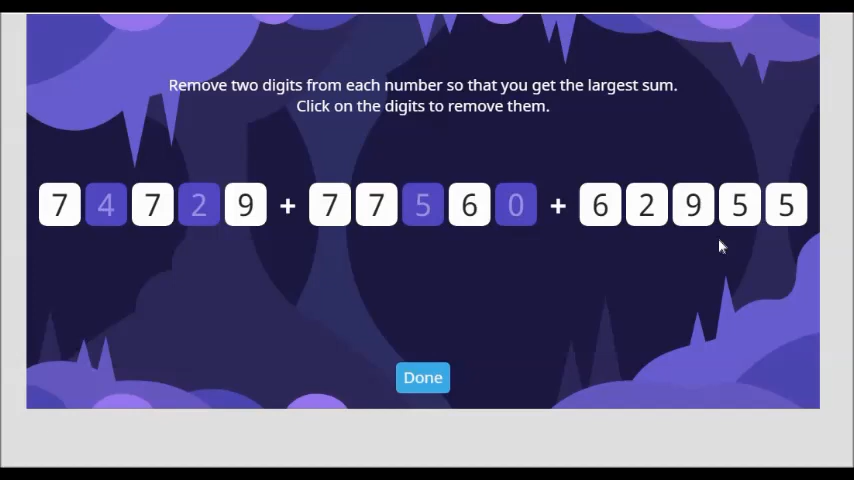 Remove two digits from each number so that you get the largest sum.
Click on the digits to remove them.
7 4 7 2 9 + 7 7 5 6 0 + 6 2 9 5 5
Done